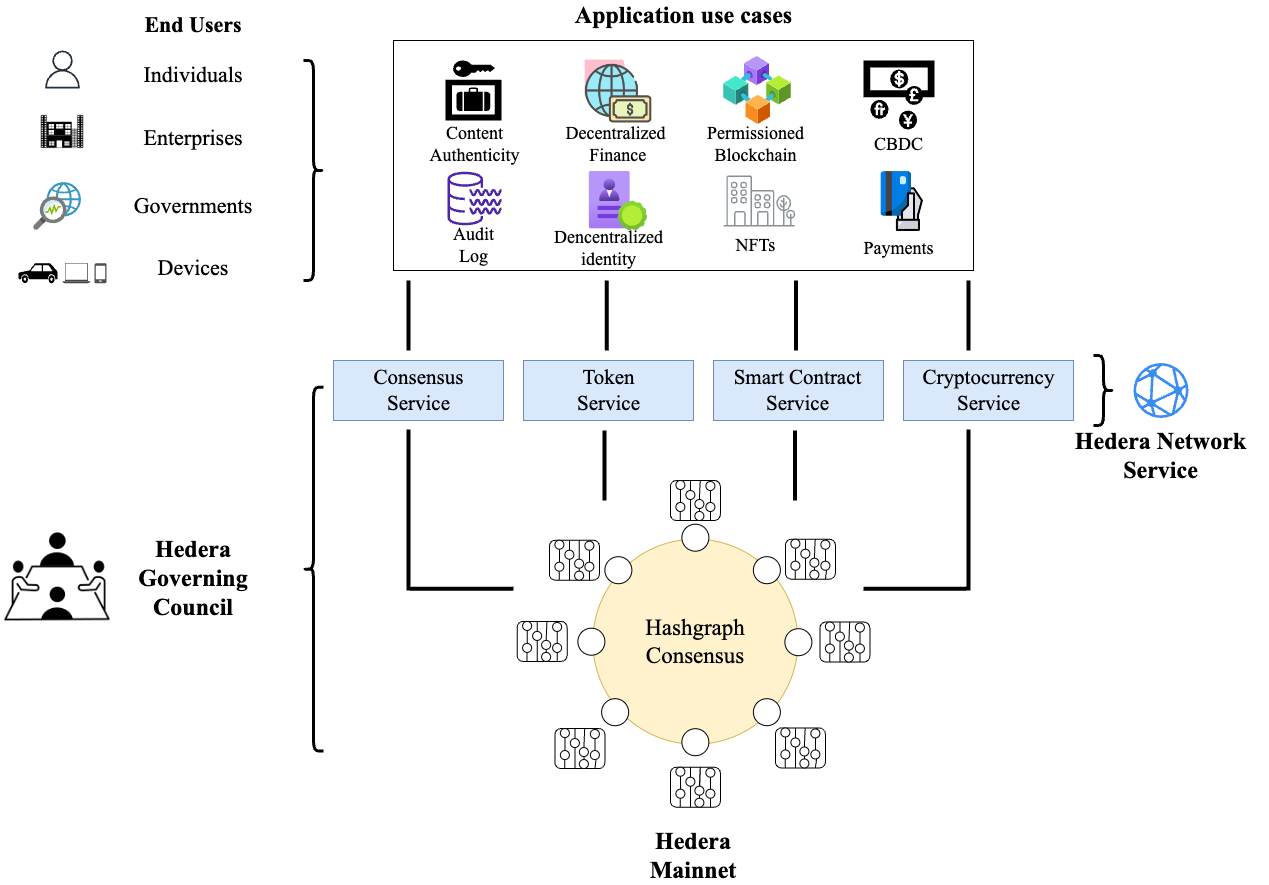 Application use cases
End Users
Individuals
Enterprises
Governments
Devices
Content
Authenticity
Decentralized
Finance
Permissioned
Blockchain
CBDC
Audit
Log
Dencentralized
identity
NFTs
Payments
Consensus
Service
Token
Service
Smart Contract
Service
Cryptocurrency
Service
Hedera Network
Service
Hedera
Governing
Council
Hashgraph
Consensus
Hedera
Mainnet